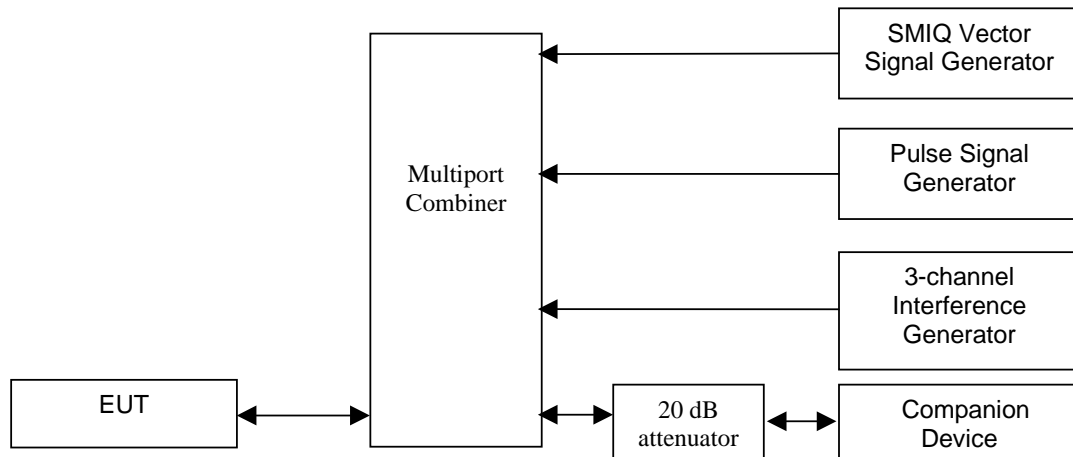 SMIQ Vector
Signal Generator
Pulse Signal
Generator
Multiport
Combiner
3-channel
Interference
Generator
EUT
20 dB
attenuator
Companion
Device